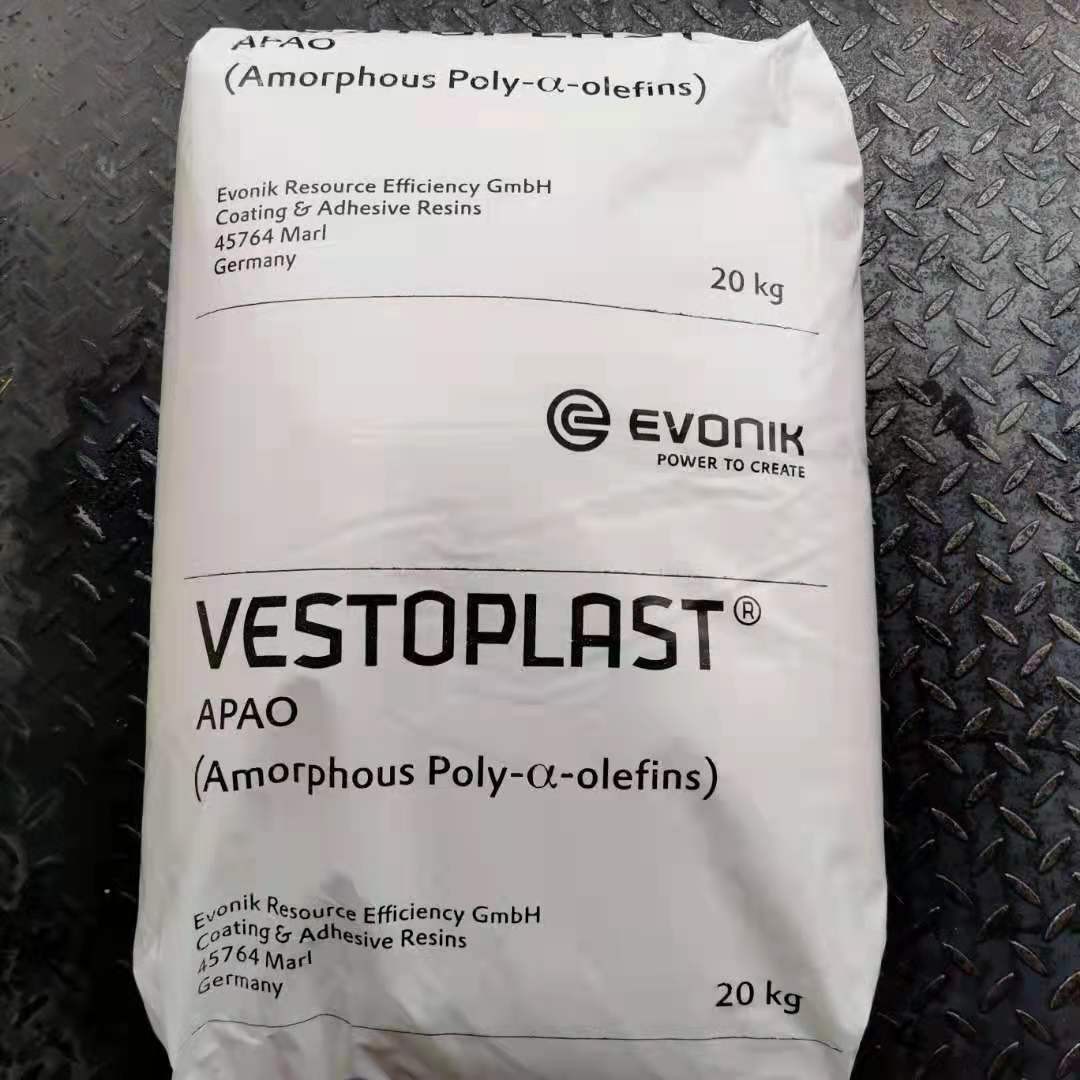 APAO
(Amorphous Poly-α-olefins)
Evonik Resource Efficiency GmbH
Coating & Adhesive Resins
45764 Marl
Germany
20 kg
EVONIK
POWER TO CREATE
VESTOPLAST®
APAO
(Amorphous Poly-α-olefins)
Evonik Resource Efficiency GmbH
Coating & Adhesive Resins
45764 Marl
Germany
20 kg